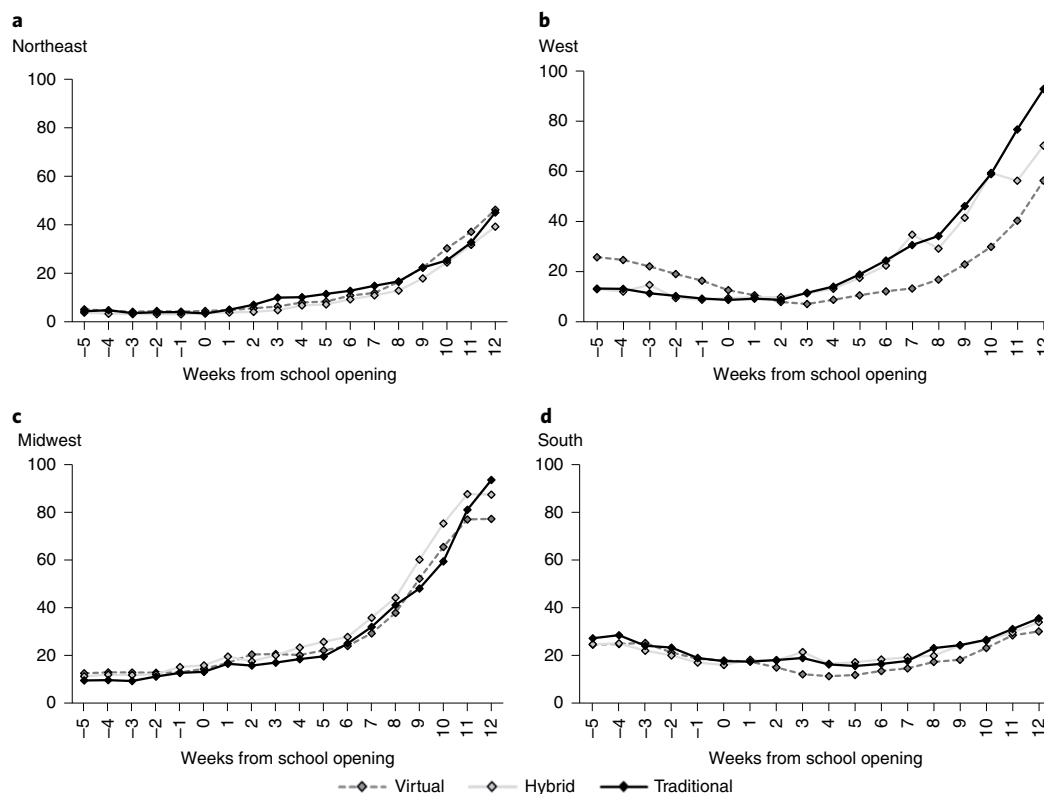 a
Northeast
100
80
60
40
20
0
–5 –4 –3 –2 –1 0 1 2 3 4 5 6 7 8 9 10 11 12
Weeks from school opening
b
West
100
80
60
40
20
0
–5 –4 –3 –2 –1 0 1 2 3 4 5 6 7 8 9 10 11 12
Weeks from school opening
c
Midwest
100
80
60
40
20
0
–5 –4 –3 –2 –1 0 1 2 3 4 5 6 7 8 9 10 11 12
Weeks from school opening
d
South
100
80
60
40
20
0
–5 –4 –3 –2 –1 0 1 2 3 4 5 6 7 8 9 10 11 12
Weeks from school opening
Virtual Hybrid Traditional